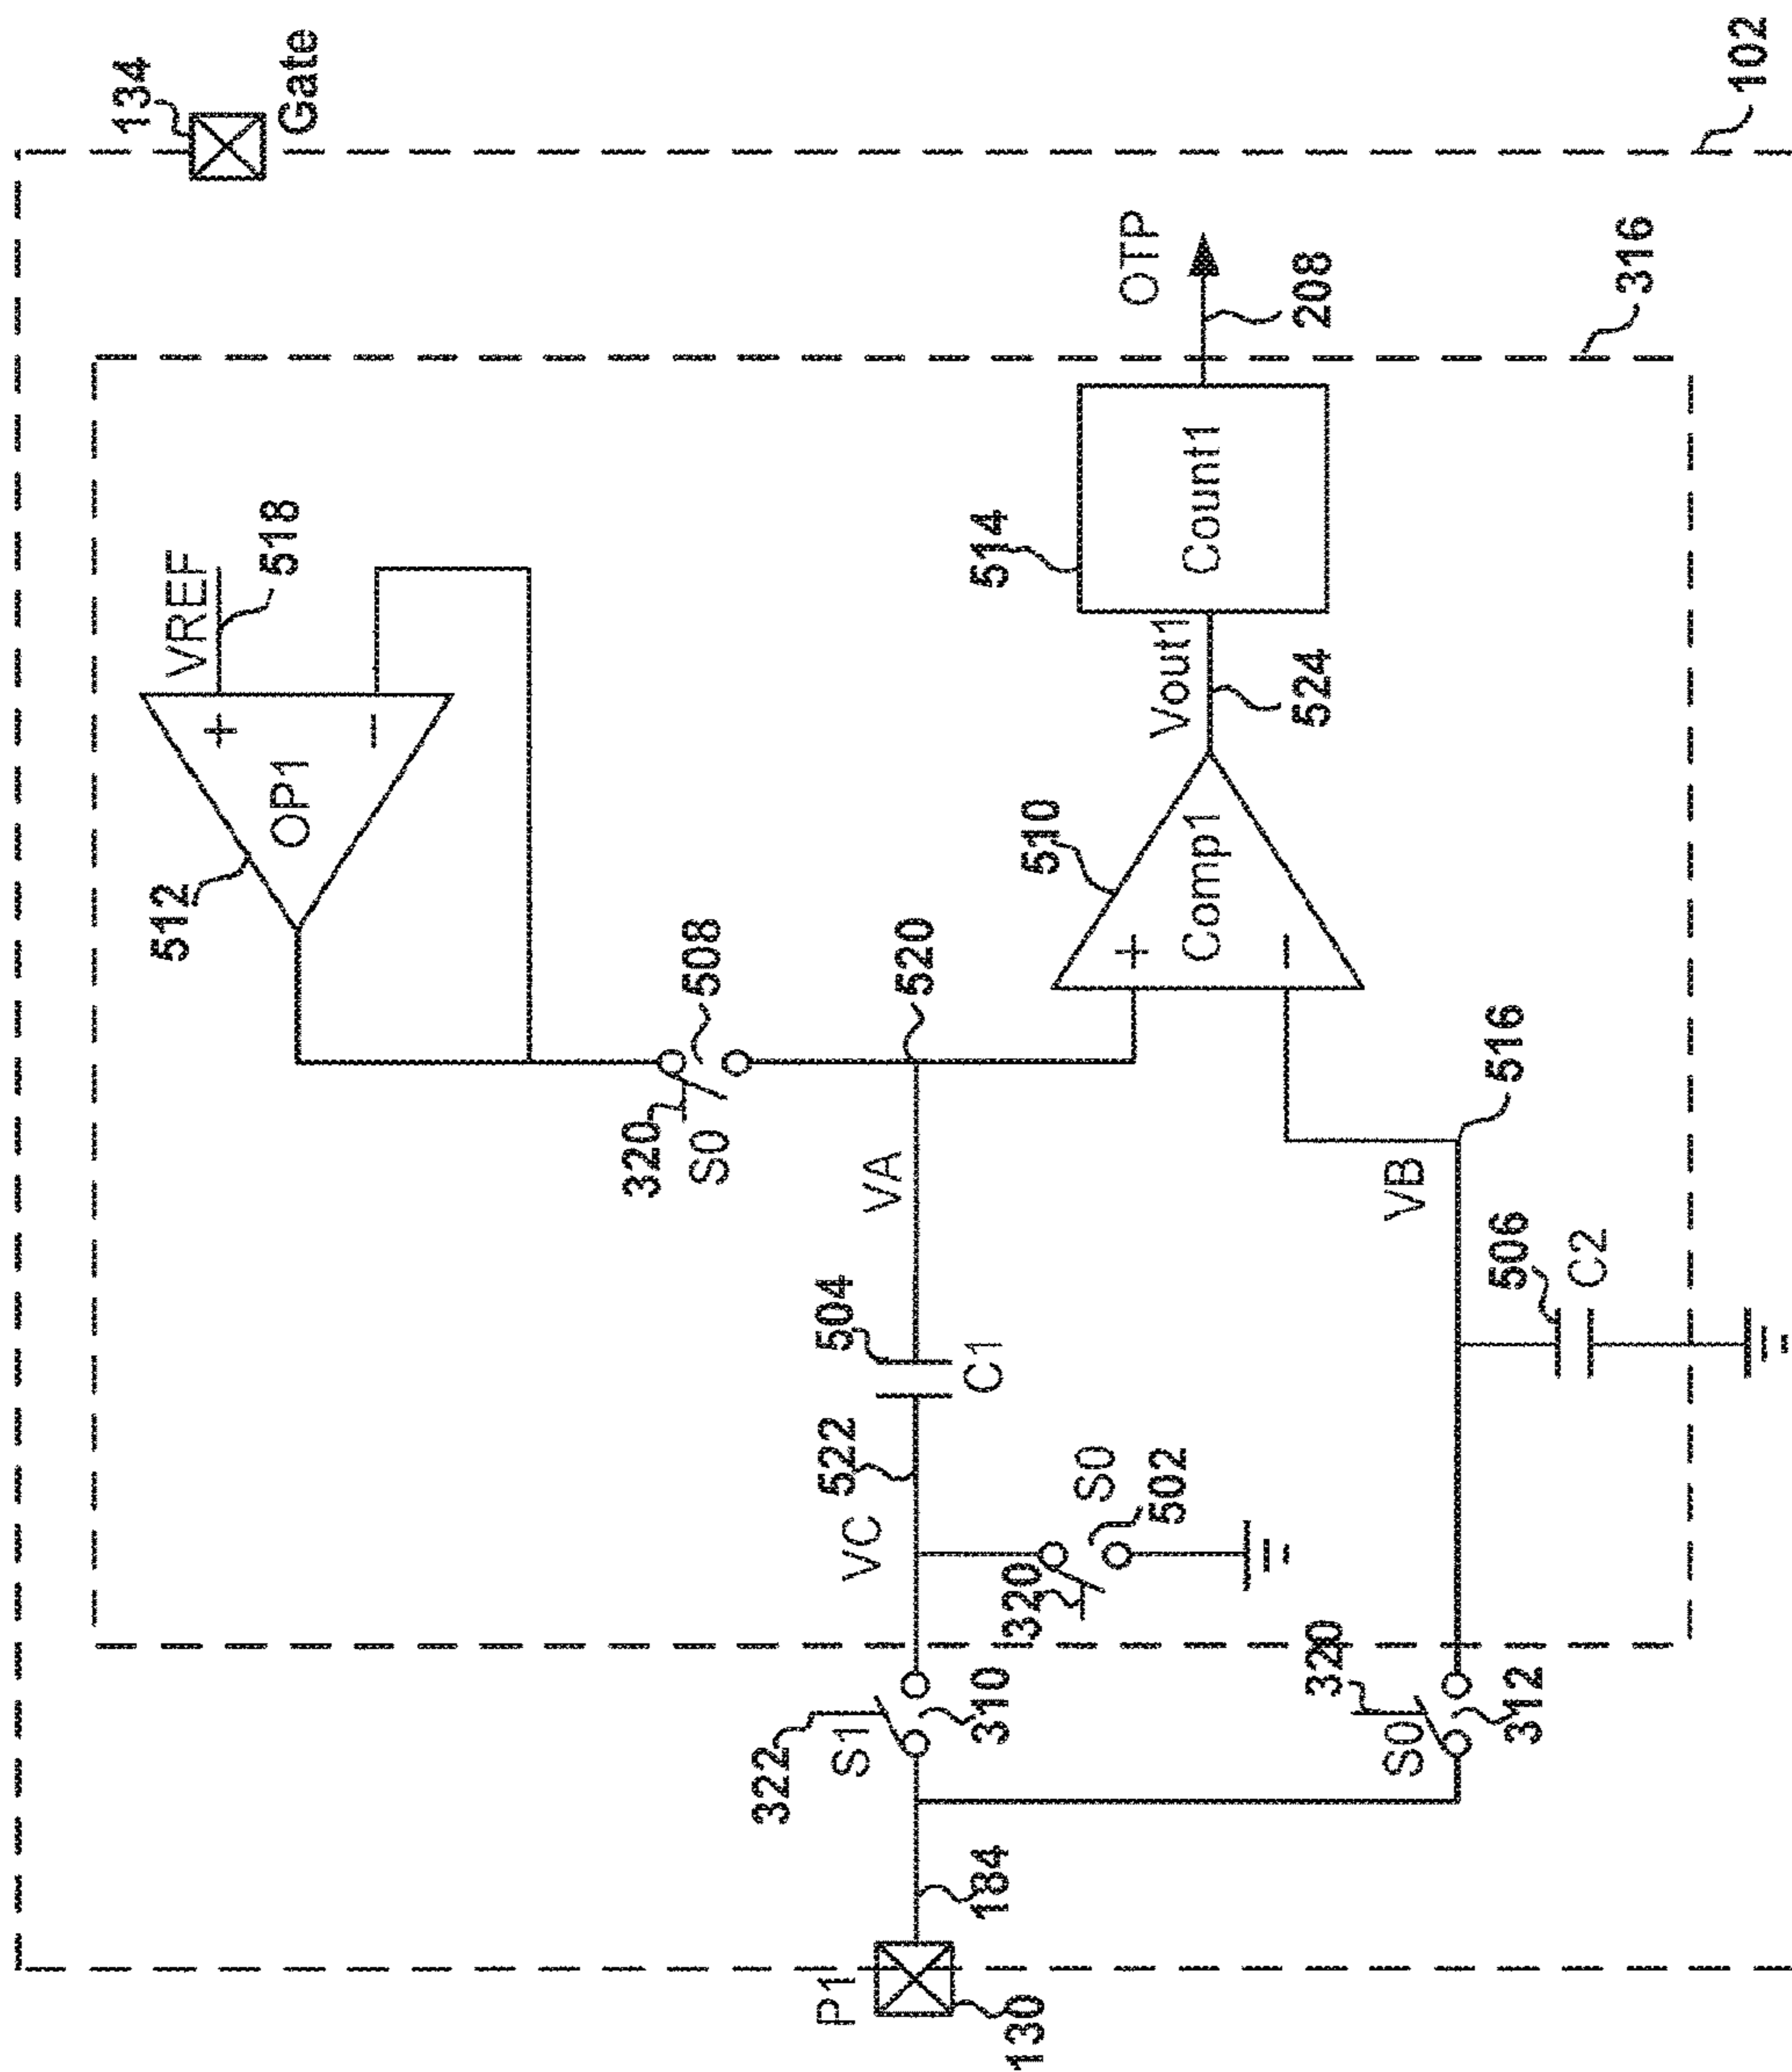 134
Gate
102
512
OP1
+
−
VREF
518
320
S0
508
520
VA
504
C1
522
VC
S0
502
320
322
S1
310
P1
130
184
320
S0
312
VB
516
506
C2
510
Comp1
+
−
Vout1
524
514
Count1
OTP
208
316